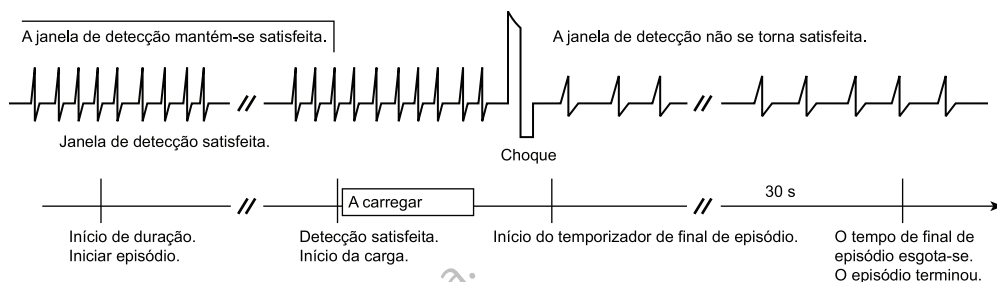 A janela de detecção mantém-se satisfeita.
A janela de detecção não se torna satisfeita.
Janela de detecção satisfeita.
Choque
A carregar
30 s
Início de duração.
Iniciar episódio.
Detecção satisfeita.
Início da carga.
Início do temporizador de final de episódio.
O tempo de final de
episódio esgota-se.
O episódio terminou.